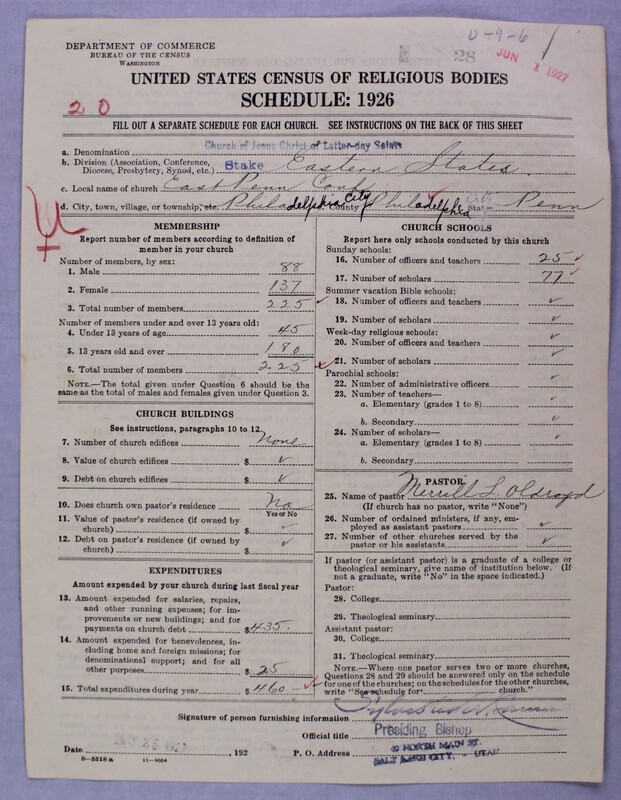 DEPARTMENT OF COMMERCE
BUREAU OF THE CENSUS
WASHINGTON
D-9-6
28
JUN 1 1927
UNITED STATES CENSUS OF RELIGIOUS BODIES
SCHEDULE: 1926
20
FILL OUT A SEPARATE SCHEDULE FOR EACH CHURCH. SEE INSTRUCTIONS ON THE BACK OF THIS SHEET
a. Denomination Church of Jesus Christ of Latter-day Saints
b. Division (Association, Conference, Diocese, Presbytery, Synod, etc.) Stake Eastern States
c. Local name of church East Penn Conf
d. City, town, village, or township, etc. Philadelphia City County Philadelphia State Penn
MEMBERSHIP
Report number of members according to definition of
member in your church
Number of members, by sex:
1. Male 88
2. Female 137
3. Total number of members 225
Number of members under and over 13 years old:
4. Under 13 years of age 45
5. 13 years old and over 180
6. Total number of members 225
NOTE.—The total given under Question 6 should be the
same as the total of males and females given under Question 3.
CHURCH BUILDINGS
See instructions, paragraphs 10 to 12.
7. Number of church edifices None
8. Value of church edifices $ ✓
9. Debt on church edifices $ ✓
10. Does church own pastor's residence? No
Yes or No
11. Value of pastor's residence (if owned by
church) $ ✓
12. Debt on pastor's residence (if owned by
church) $ ✓
EXPENDITURES
Amount expended by your church during last fiscal year
13. Amount expended for salaries, repairs,
and other running expenses; for im-
provements or new buildings; and for
payments on church debt $ 435.
14. Amount expended for benevolences, in-
cluding home and foreign missions; for
denominational support; and for all
other purposes $ 25
15. Total expenditures during year $ 460
CHURCH SCHOOLS
Report here only schools conducted by this church
Sunday schools:
16. Number of officers and teachers 25
17. Number of scholars 77
Summer vacation Bible schools:
18. Number of officers and teachers ✓
19. Number of scholars ✓
Week-day religious schools:
20. Number of officers and teachers ✓
21. Number of scholars ✓
Parochial schools:
22. Number of administrative officers ✓
23. Number of teachers—
a. Elementary (grades 1 to 8) ✓
b. Secondary ✓
24. Number of scholars—
a. Elementary (grades 1 to 8) ✓
b. Secondary ✓
PASTOR
25. Name of pastor Merrill L. Oldroyd
(If church has no pastor, write "None")
26. Number of ordained ministers, if any, em-
ployed as assistant pastors ✓
27. Number of other churches served by the
pastor or his assistants ✓
If pastor (or assistant pastor) is a graduate of a college or
theological seminary, give name of institution below. (If
not a graduate, write "No" in the space indicated.)
Pastor:
28. College
29. Theological seminary
Assistant pastor:
30. College
31. Theological seminary
NOTE.—Where one pastor serves two or more churches,
Questions 28 and 29 should be answered only on the schedule
for one of the churches; on the schedules for the other churches,
write "See schedule for church."
Signature of person furnishing information
Official title Presiding Bishop
Date MAY 25 1927, 192 P. O. Address 40 NORTH MAIN ST.
SALT LAKE CITY, - UTAH
8—5518 a 11—9064